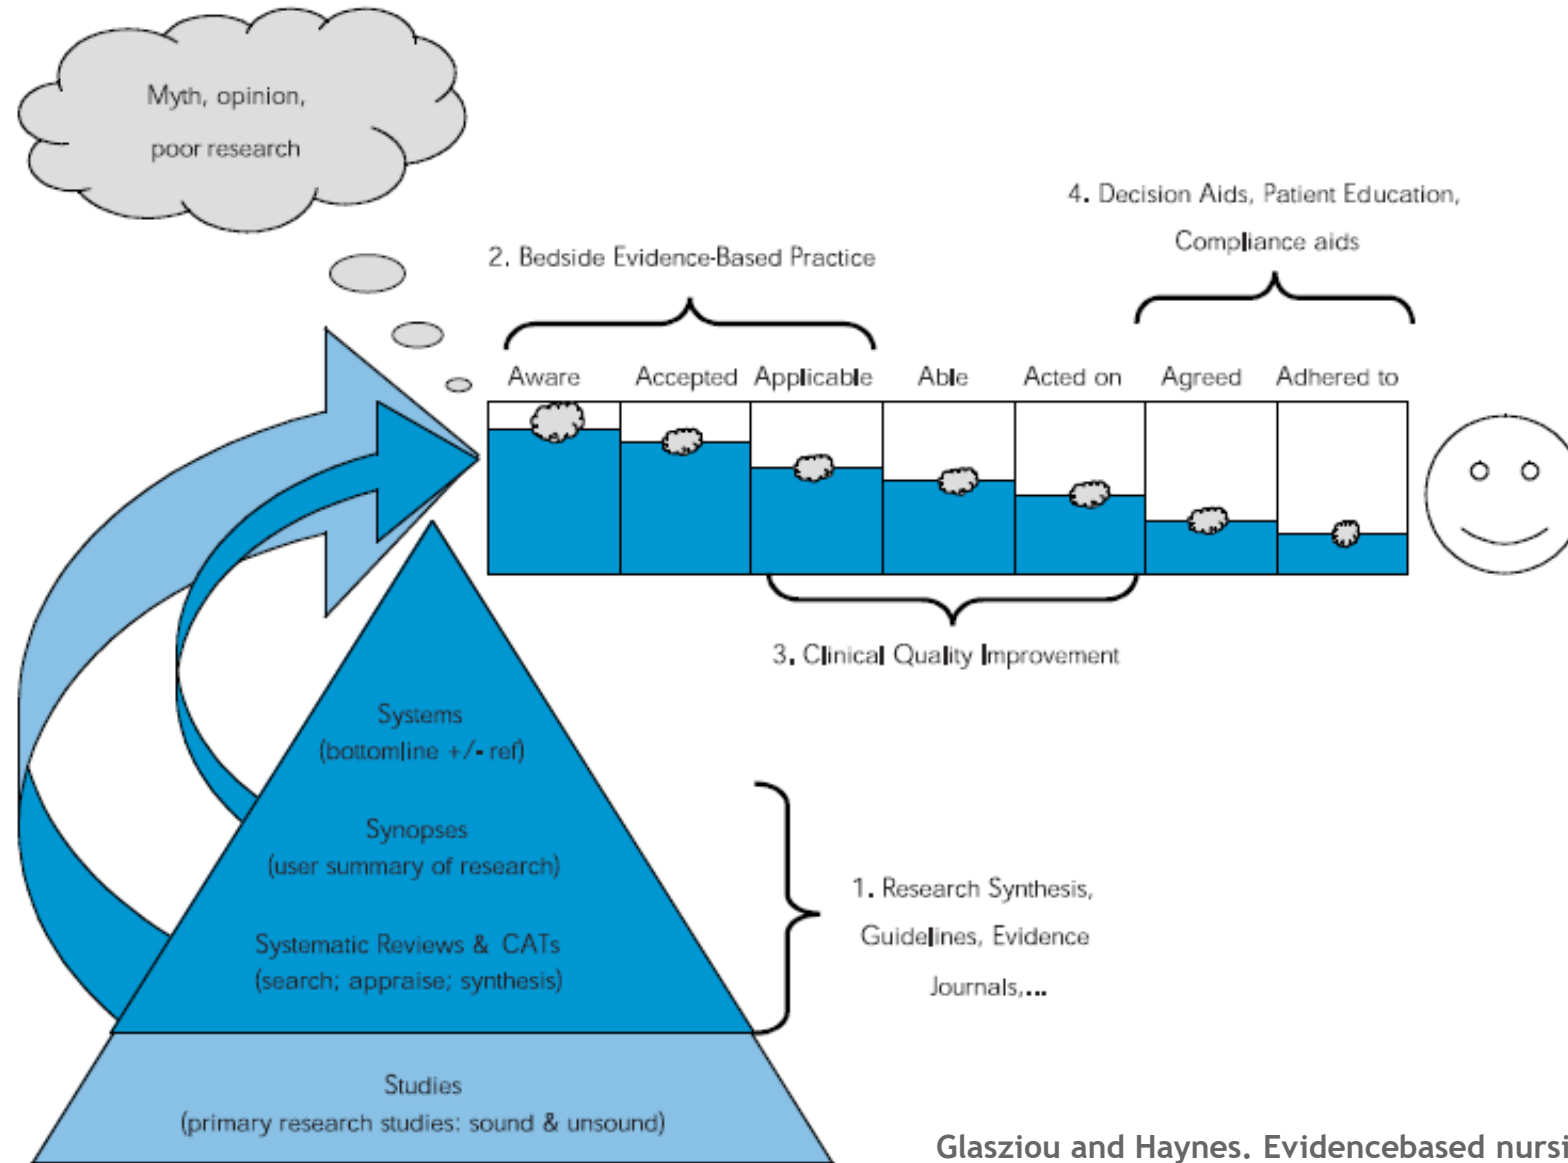 Myth, opinion,
poor research
4. Decision Aids, Patient Education,
Compliance aids
2. Bedside Evidence-Based Practice
Aware Accepted Applicable Able Acted on Agreed Adhered to
3. Clinical Quality Improvement
Systems
(bottomline +/- ref)
Synopses
(user summary of research)
Systematic Reviews & CATs
(search; appraise; synthesis)
1. Research Synthesis,
Guidelines, Evidence
Journals,...
Studies
(primary research studies: sound & unsound)
Glasziou and Haynes. Evidencebased nursi